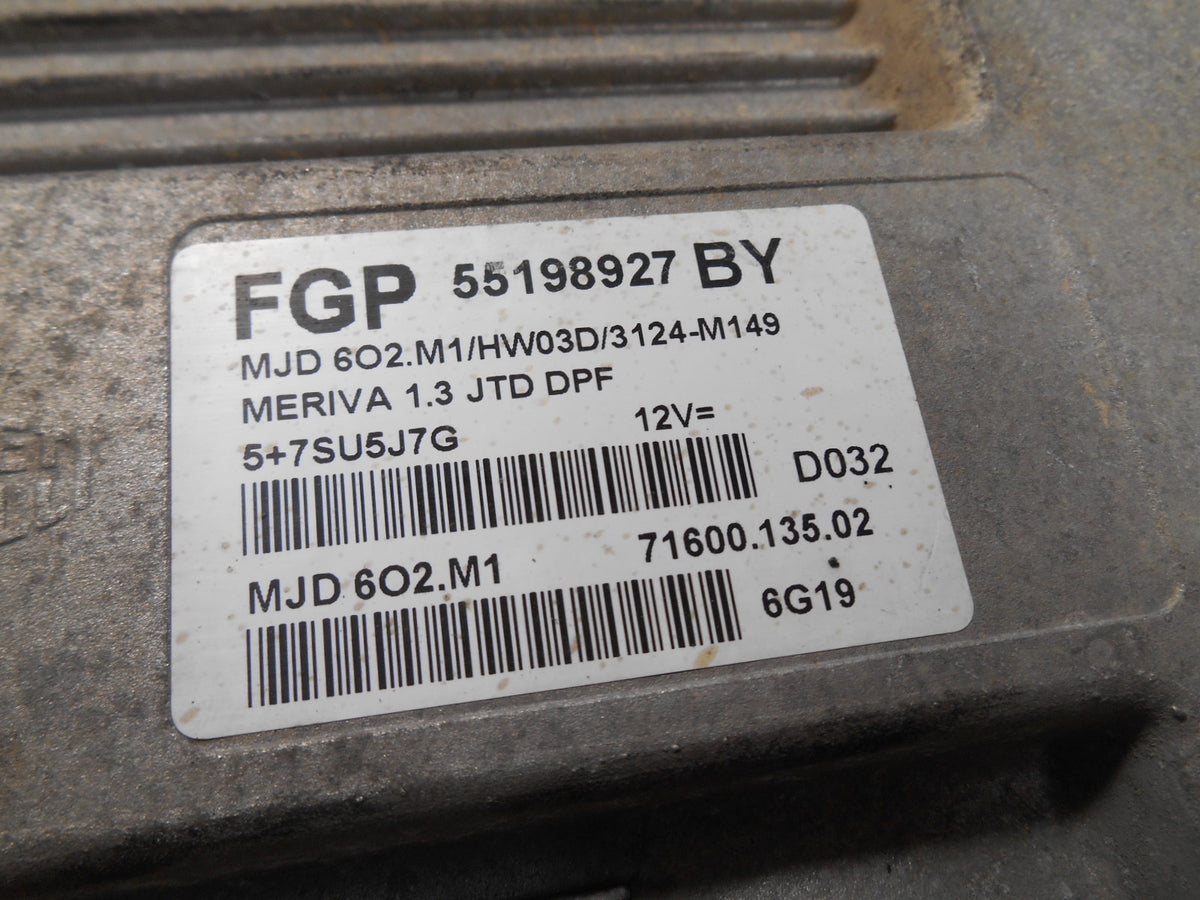 FGP 55198927 BY
MJD 6O2.M1/HW03D/3124-M149
MERIVA 1.3 JTD DPF
5+7SU5J7G 12V=
D032
MJD 6O2.M1 71600.135.02
6G19